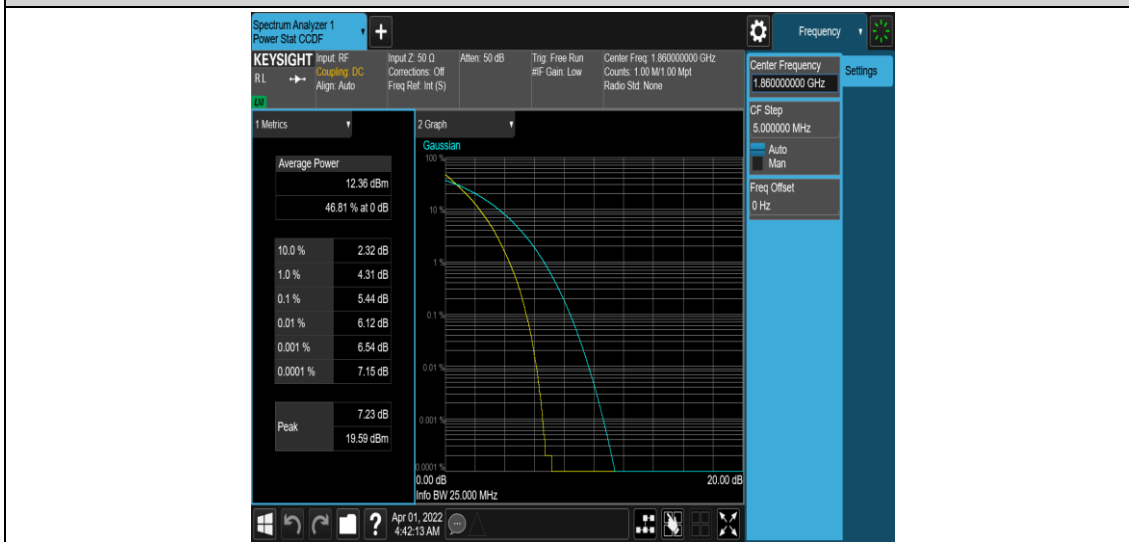 Spectrum Analyzer 1
Power Stat CCDF
+
Frequency
KEYSIGHT
RL
LXI
Input: RF
Coupling: DC
Align: Auto
Input Z: 50 Ω
Corrections: Off
Freq Ref: Int (S)
Atten: 50 dB
Trig: Free Run
#IF Gain: Low
Center Freq: 1.860000000 GHz
Counts: 1.00 M/1.00 Mpt
Radio Std: None
Center Frequency
1.860000000 GHz
Settings
CF Step
5.000000 MHz
Auto
Man
Freq Offset
0 Hz
1 Metrics
Average Power
12.36 dBm
46.81 % at 0 dB
10.0 % 2.32 dB
1.0 % 4.31 dB
0.1 % 5.44 dB
0.01 % 6.12 dB
0.001 % 6.54 dB
0.0001 % 7.15 dB
Peak
7.23 dB
19.59 dBm
2 Graph
Gaussian
100 %
10 %
1 %
0.1 %
0.01 %
0.001 %
0.0001 %
0.00 dB 20.00 dB
Info BW 25.000 MHz
?
Apr 01, 2022
4:42:13 AM